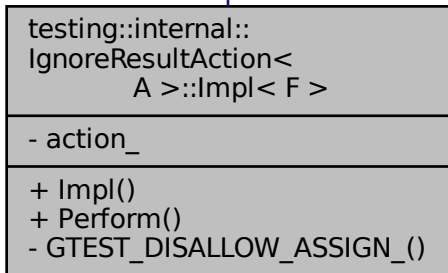 testing::internal::
IgnoreResultAction<
A >::Impl< F >
- action_
+ Impl()
+ Perform()
- GTEST_DISALLOW_ASSIGN_()